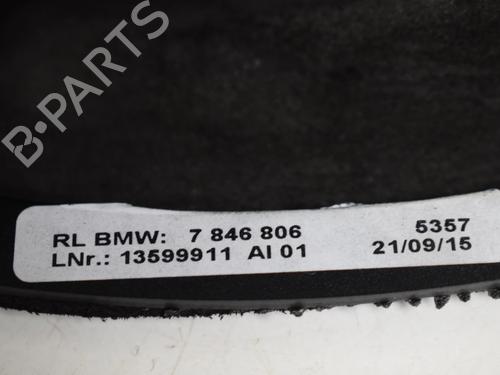 B-PARTS
RL BMW: 7 846 806 5357
LNr.: 13599911 AI 01 21/09/15